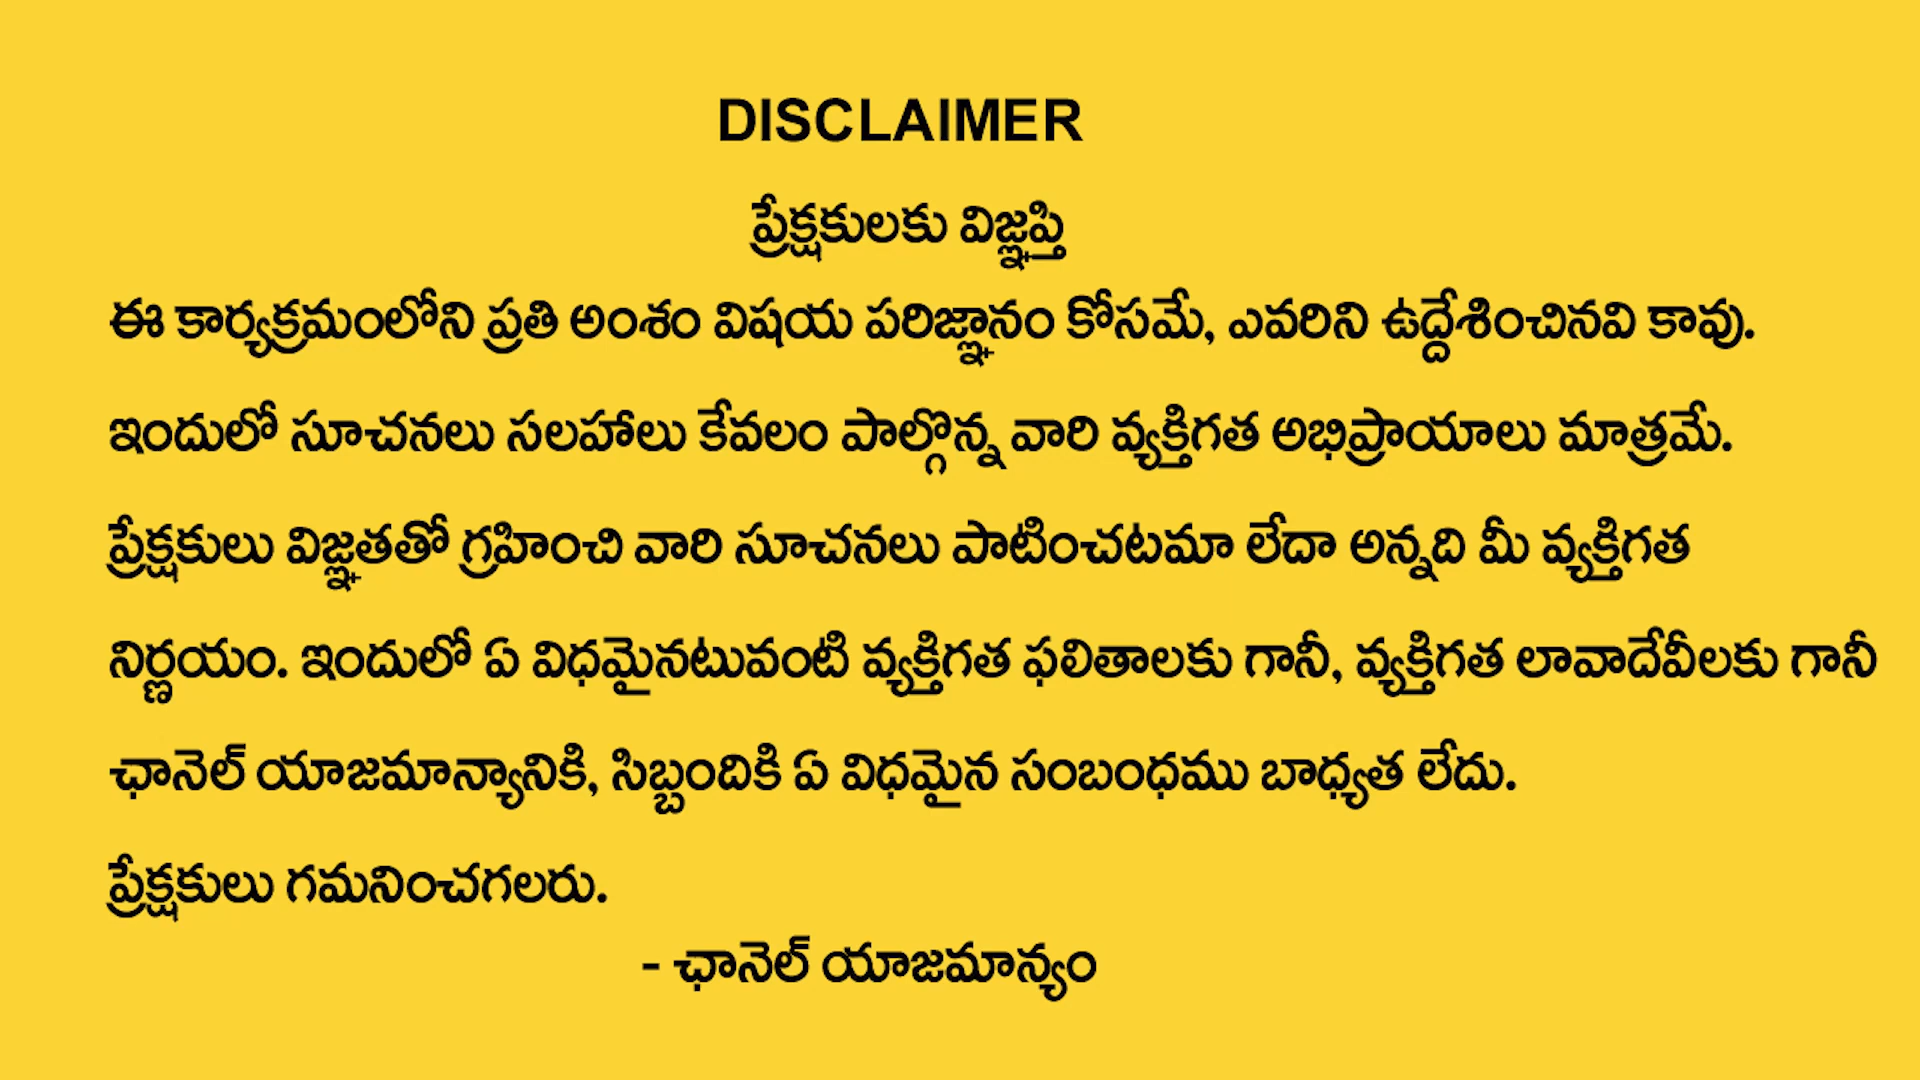 DISCLAIMER
ప్రేక్షకులకు విజ్ఞప్తి
ఈ కార్యక్రమంలోని ప్రతి అంశం విషయ పరిజ్ఞానం కోసమే, ఎవరిని ఉద్దేశించినవి కావు.
ఇందులో సూచనలు సలహాలు కేవలం పాల్గొన్న వారి వ్యక్తిగత అభిప్రాయాలు మాత్రమే.
ప్రేక్షకులు విజ్ఞతతో గ్రహించి వారి సూచనలు పాటించటమా లేదా అన్నది మీ వ్యక్తిగత
నిర్ణయం. ఇందులో ఏ విధమైనటువంటి వ్యక్తిగత ఫలితాలకు గానీ, వ్యక్తిగత లావాదేవీలకు గానీ
ఛానెల్ యాజమాన్యానికి, సిబ్బందికి ఏ విధమైన సంబంధము బాధ్యత లేదు.
ప్రేక్షకులు గమనించగలరు.
- ఛానెల్ యాజమాన్యం